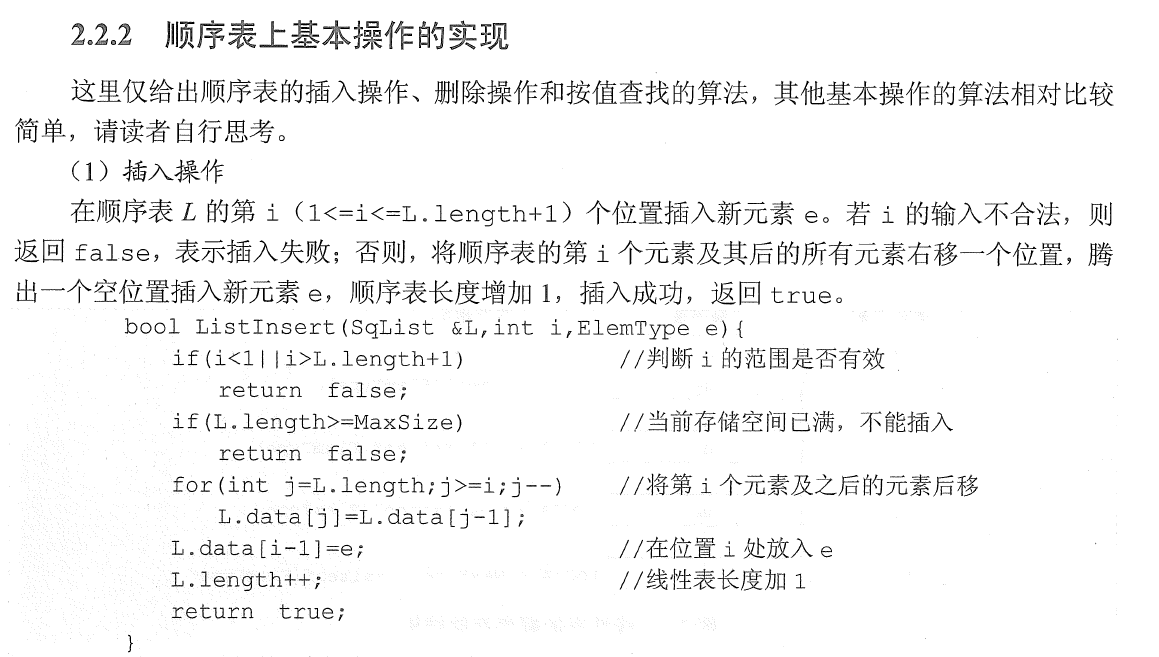 2.2.2 顺序表上基本操作的实现
这里仅给出顺序表的插入操作、删除操作和按值查找的算法，其他基本操作的算法相对比较
简单，请读者自行思考。
（1）插入操作
在顺序表 L 的第 i（1<=i<=L.length+1）个位置插入新元素 e。若 i 的输入不合法，则
返回 false，表示插入失败；否则，将顺序表的第 i 个元素及其后的所有元素右移一个位置，腾
出一个空位置插入新元素 e，顺序表长度增加 1，插入成功，返回 true。
bool ListInsert(SqList &L,int i,ElemType e){
if(i<1||i>L.length+1) //判断 i 的范围是否有效
return false;
if(L.length>=MaxSize) //当前存储空间已满，不能插入
return false;
for(int j=L.length;j>=i;j--) //将第 i 个元素及之后的元素后移
L.data[j]=L.data[j-1];
L.data[i-1]=e; //在位置 i 处放入 e
L.length++; //线性表长度加 1
return true;
}